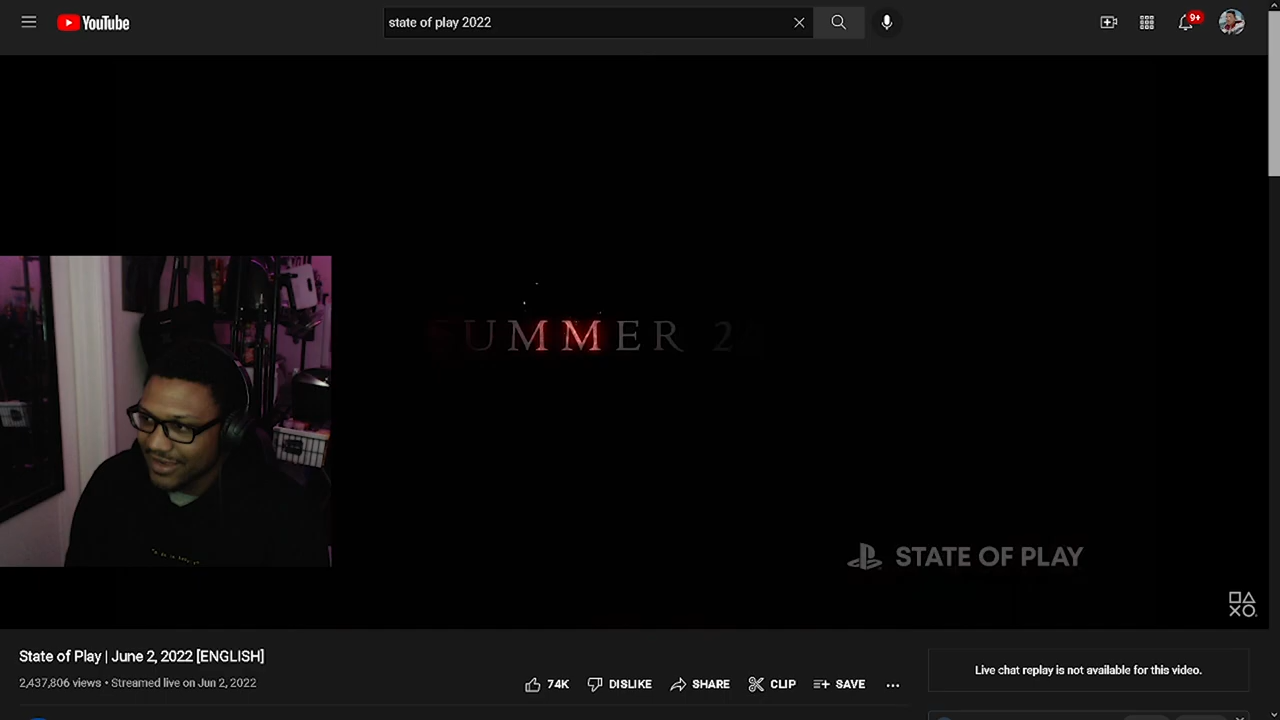 YouTube
state of play 2022
9+
SUMMER 2
STATE OF PLAY
State of Play | June 2, 2022 [ENGLISH]
2,437,806 views • Streamed live on Jun 2, 2022
74K
DISLIKE
SHARE
CLIP
SAVE
Live chat replay is not available for this video.